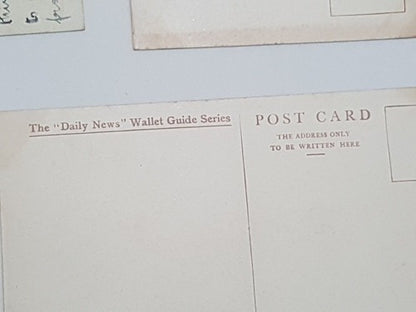 The "Daily News" Wallet Guide Series
POST CARD
THE ADDRESS ONLY
TO BE WRITTEN HERE